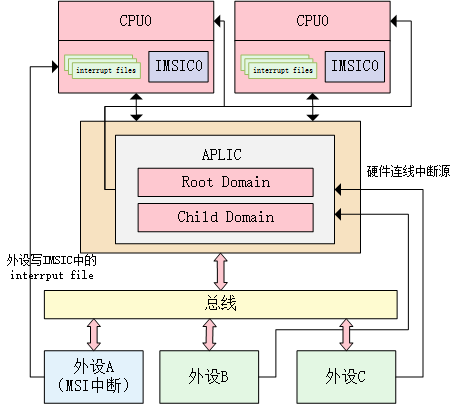 CPU0
CPU0
interrupt files
IMSIC0
interrupt files
IMSIC0
APLIC
Root Domain
Child Domain
硬件连线中断源
外设写IMSIC中的
interrput file
总线
外设A
（MSI中断）
外设B
外设C